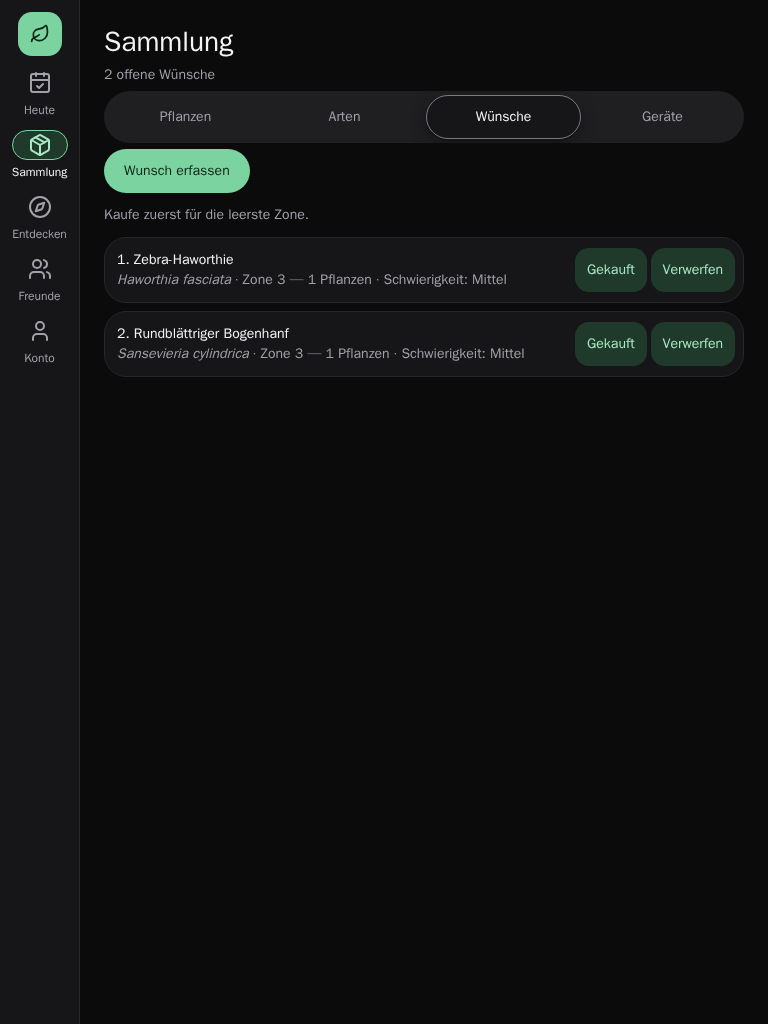 Sammlung
2 offene Wünsche
Pflanzen
Arten
Wünsche
Geräte
Wunsch erfassen
Kaufe zuerst für die leerste Zone.
1. Zebra-Haworthie
Haworthia fasciata · Zone 3 — 1 Pflanzen · Schwierigkeit: Mittel
Gekauft
Verwerfen
2. Rundblättriger Bogenhanf
Sansevieria cylindrica · Zone 3 — 1 Pflanzen · Schwierigkeit: Mittel
Gekauft
Verwerfen
Heute
Sammlung
Entdecken
Freunde
Konto